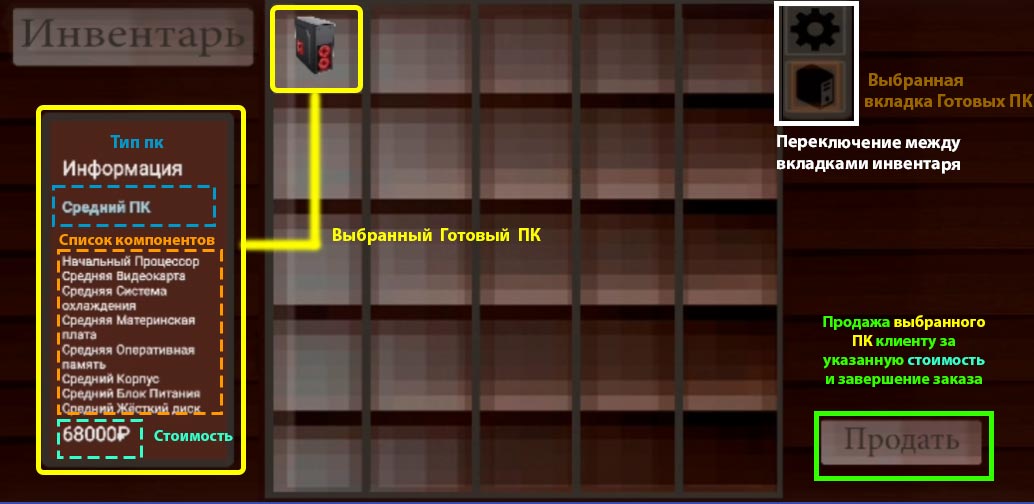 Инвентарь
Тип пк
Информация
Средний ПК
Список компонентов
Начальный Процессор
Средняя Видеокарта
Средняя Система
охлаждения
Средняя Материнская
плата
Средняя Оперативная
память
Средний Корпус
Средний Блок Питания
Средний Жёсткий диск
68000₽ Стоимость
Выбранный Готовый ПК
Выбранная
вкладка Готовых ПК
Переключение между
вкладками инвентаря
Продажа выбранного
ПК клиенту за
указанную стоимость
и завершение заказа
Продать